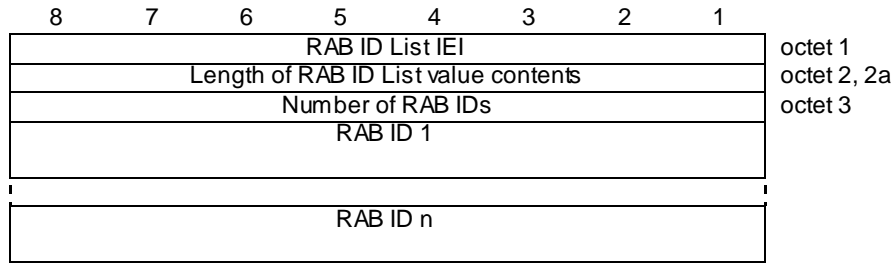 8 7 6 5 4 3 2 1
RAB ID List IEI octet 1
Length of RAB ID List value contents octet 2, 2a
Number of RAB IDs octet 3
RAB ID 1
RAB ID n